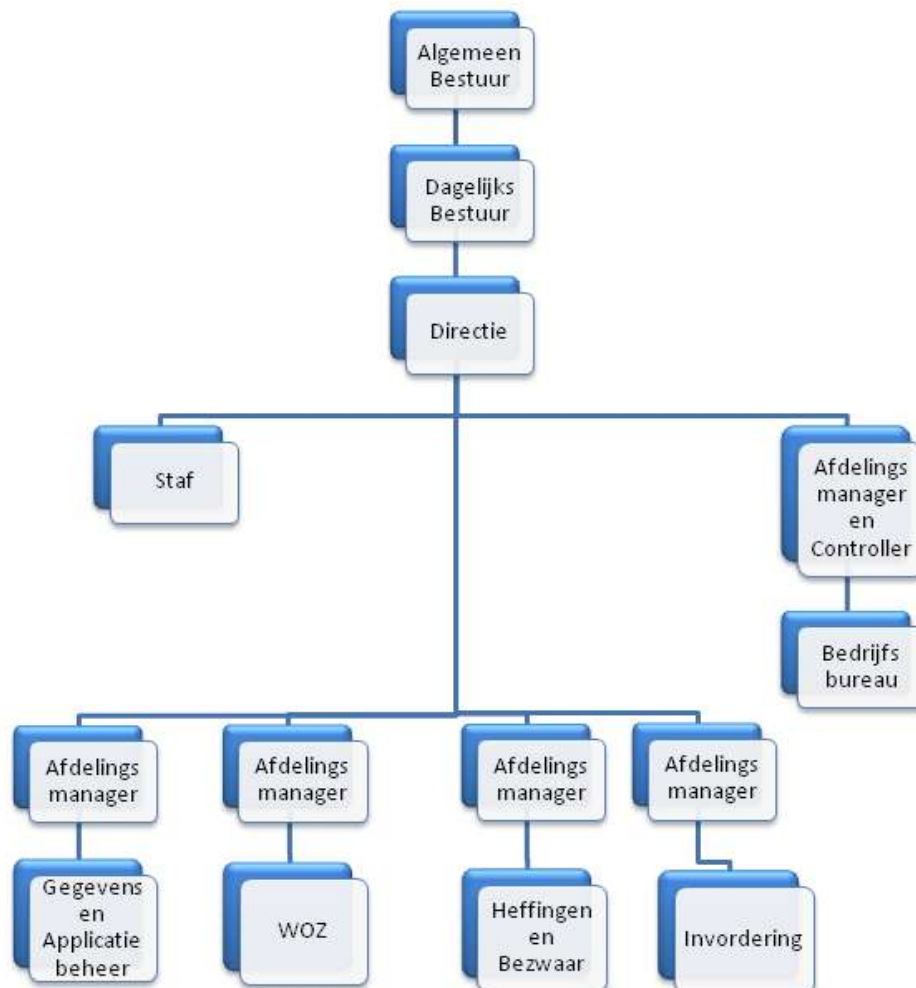 Algemeen
Bestuur
Dagelijks
Bestuur
Directie
Staf
Afdelings
manager
en
Controller
Bedrijfs
bureau
Afdelings
manager
Afdelings
manager
Afdelings
manager
Afdelings
manager
Gegevens
en
Applicatie
beheer
WOZ
Heffingen
en
Bezwaar
Invordering